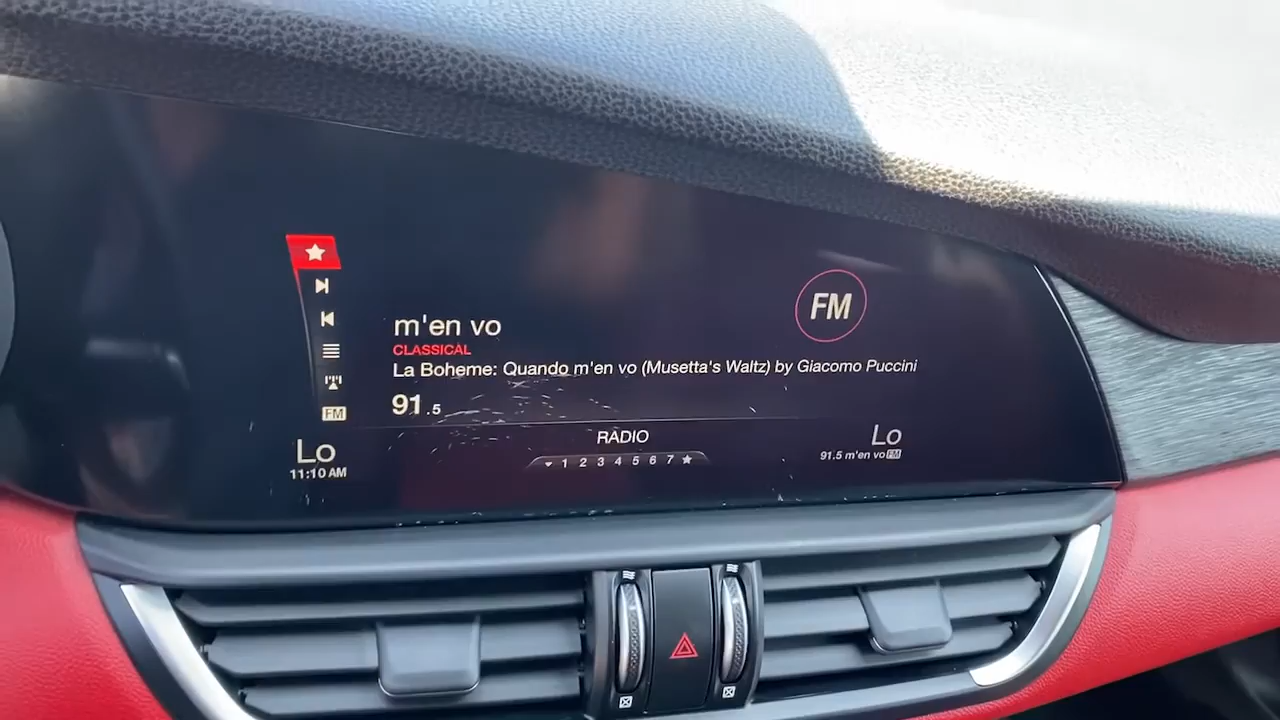 FM
m'en vo
CLASSICAL
La Boheme: Quando m'en vo (Musetta's Waltz) by Giacomo Puccini
91.5
FM
Lo
11:10 AM
RADIO
1 2 3 4 5 6 7
Lo
91.5 m'en vo FM